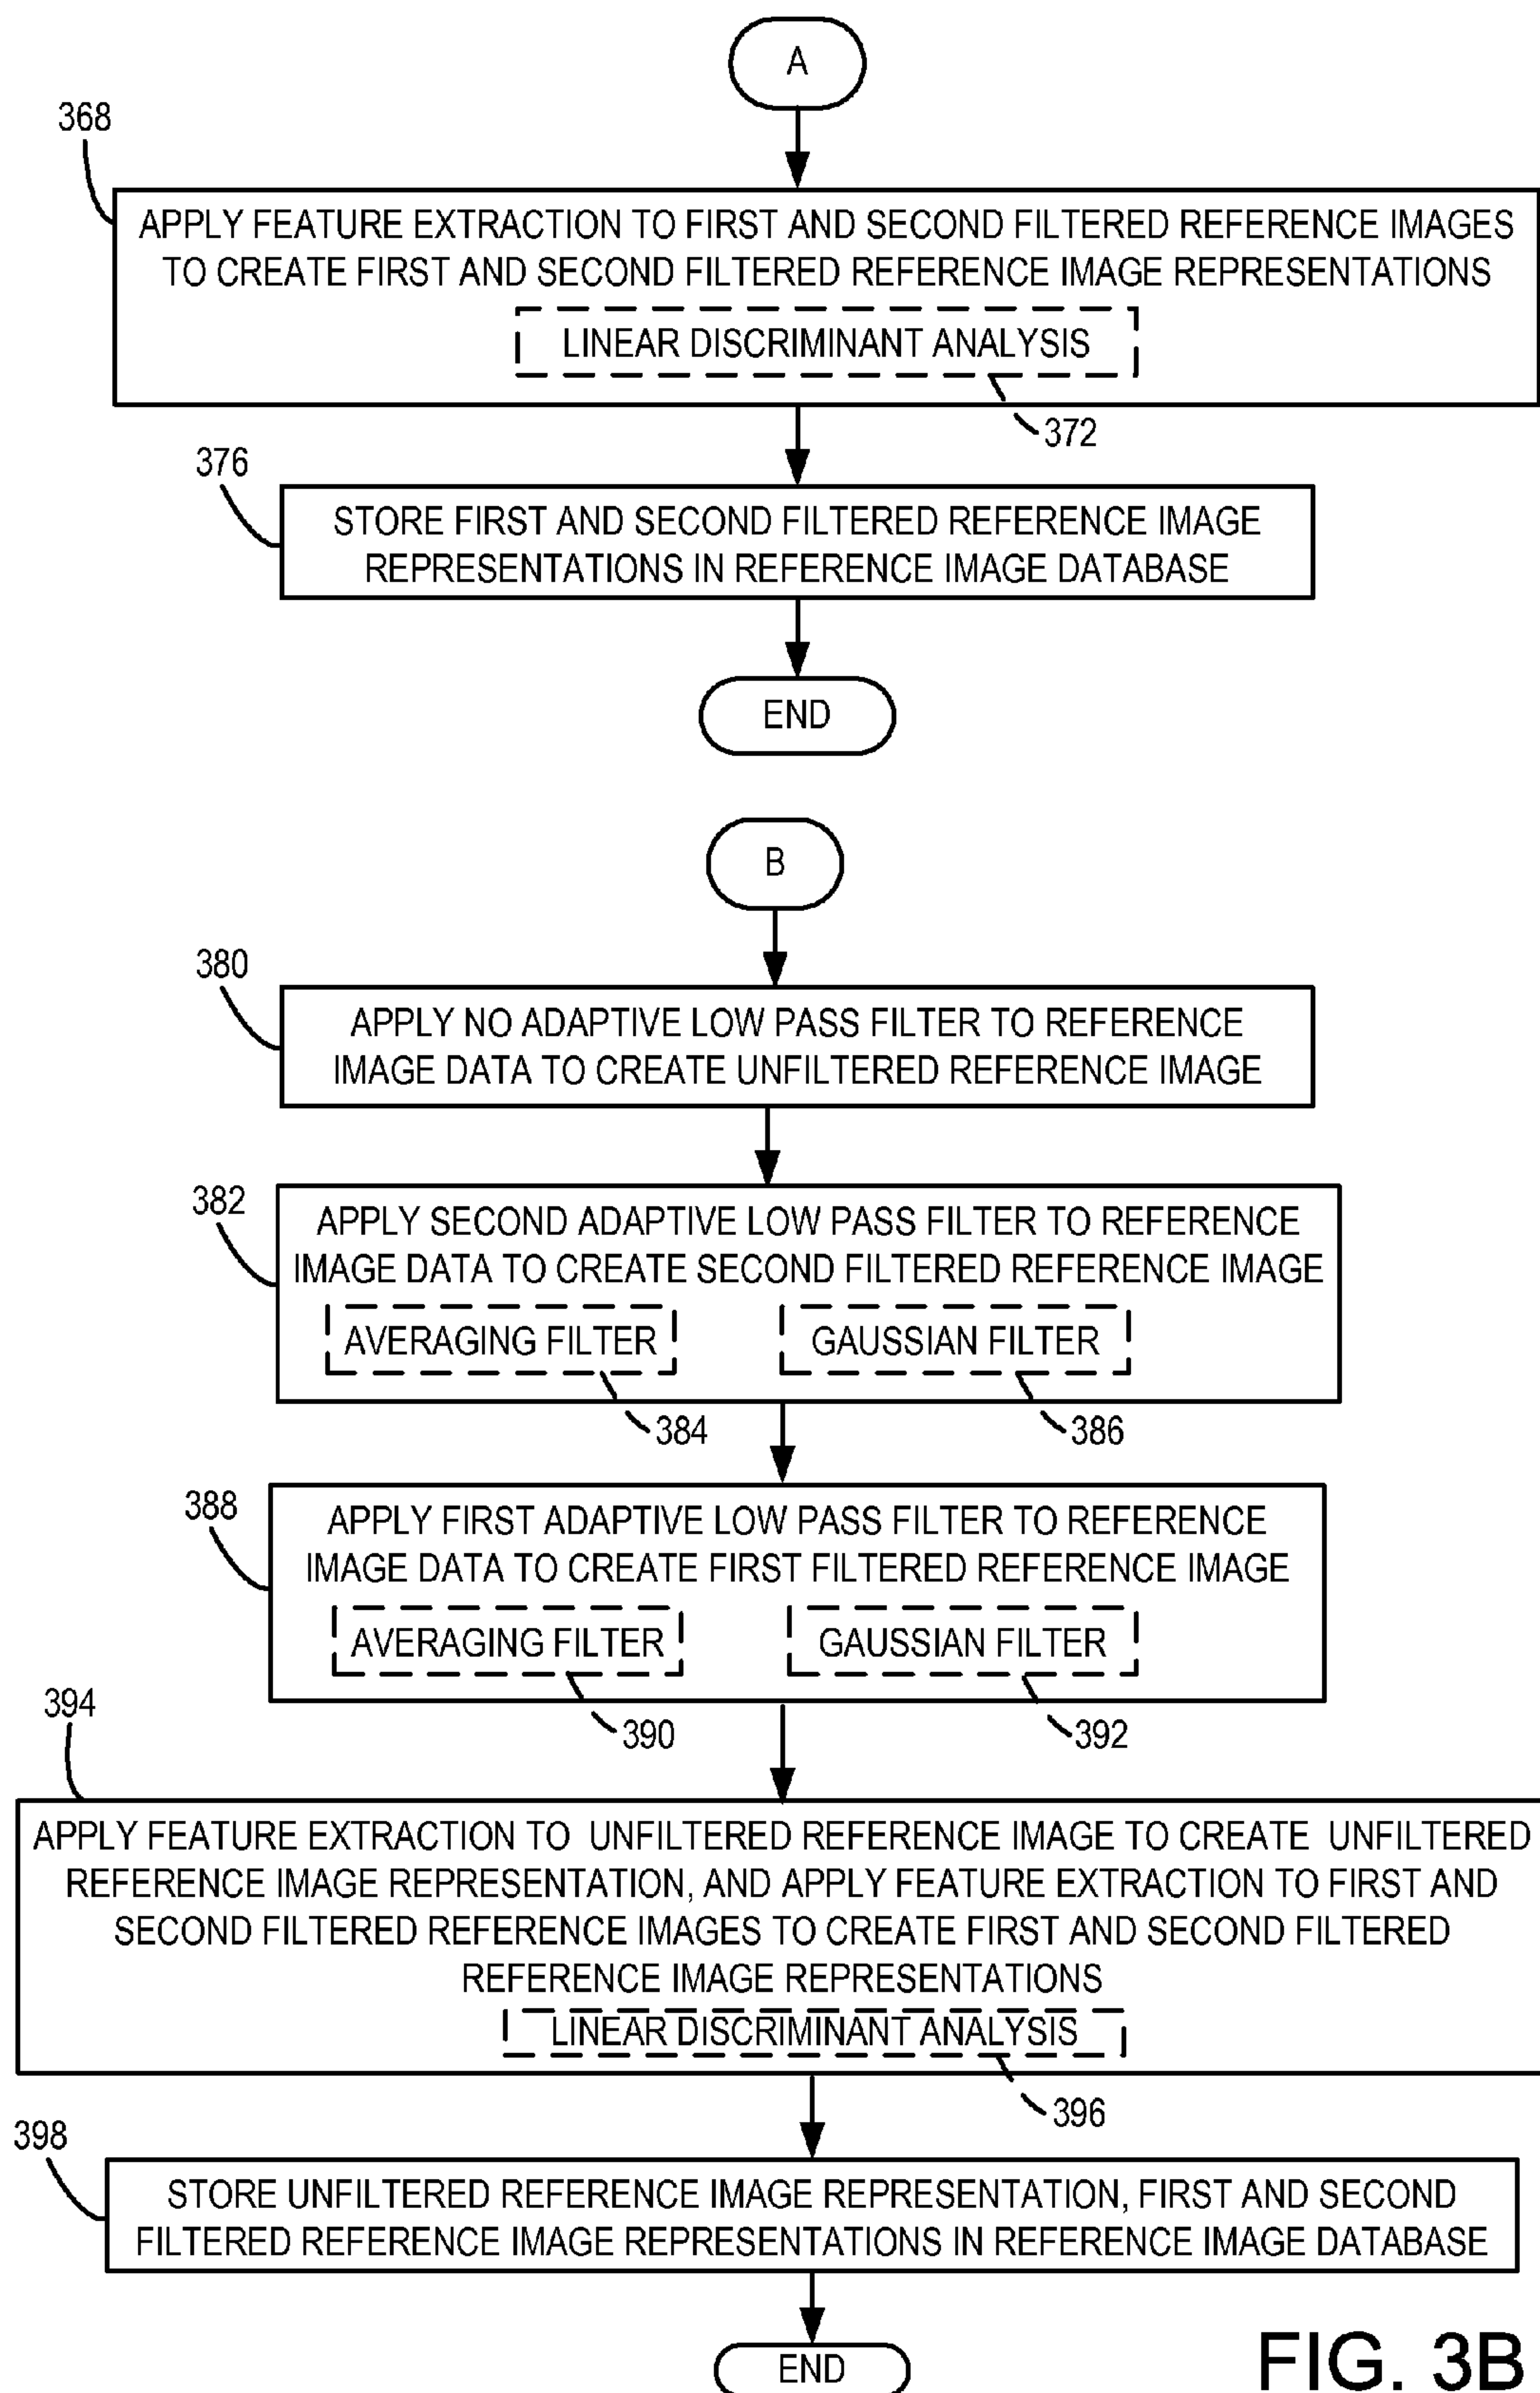 A
368
APPLY FEATURE EXTRACTION TO FIRST AND SECOND FILTERED REFERENCE IMAGES
TO CREATE FIRST AND SECOND FILTERED REFERENCE IMAGE REPRESENTATIONS
LINEAR DISCRIMINANT ANALYSIS
372
376
STORE FIRST AND SECOND FILTERED REFERENCE IMAGE
REPRESENTATIONS IN REFERENCE IMAGE DATABASE
END
B
380
APPLY NO ADAPTIVE LOW PASS FILTER TO REFERENCE
IMAGE DATA TO CREATE UNFILTERED REFERENCE IMAGE
382
APPLY SECOND ADAPTIVE LOW PASS FILTER TO REFERENCE
IMAGE DATA TO CREATE SECOND FILTERED REFERENCE IMAGE
AVERAGING FILTER
GAUSSIAN FILTER
384
386
388
APPLY FIRST ADAPTIVE LOW PASS FILTER TO REFERENCE
IMAGE DATA TO CREATE FIRST FILTERED REFERENCE IMAGE
AVERAGING FILTER
GAUSSIAN FILTER
390
392
394
APPLY FEATURE EXTRACTION TO UNFILTERED REFERENCE IMAGE TO CREATE UNFILTERED
REFERENCE IMAGE REPRESENTATION, AND APPLY FEATURE EXTRACTION TO FIRST AND
SECOND FILTERED REFERENCE IMAGES TO CREATE FIRST AND SECOND FILTERED
REFERENCE IMAGE REPRESENTATIONS
LINEAR DISCRIMINANT ANALYSIS
396
398
STORE UNFILTERED REFERENCE IMAGE REPRESENTATION, FIRST AND SECOND
FILTERED REFERENCE IMAGE REPRESENTATIONS IN REFERENCE IMAGE DATABASE
END
FIG. 3B